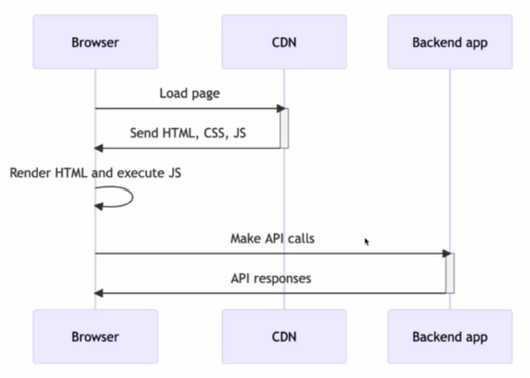 Browser
CDN
Backend app
Load page
Send HTML, CSS, JS
Render HTML and execute JS
Make API calls
API responses
Browser
CDN
Backend app